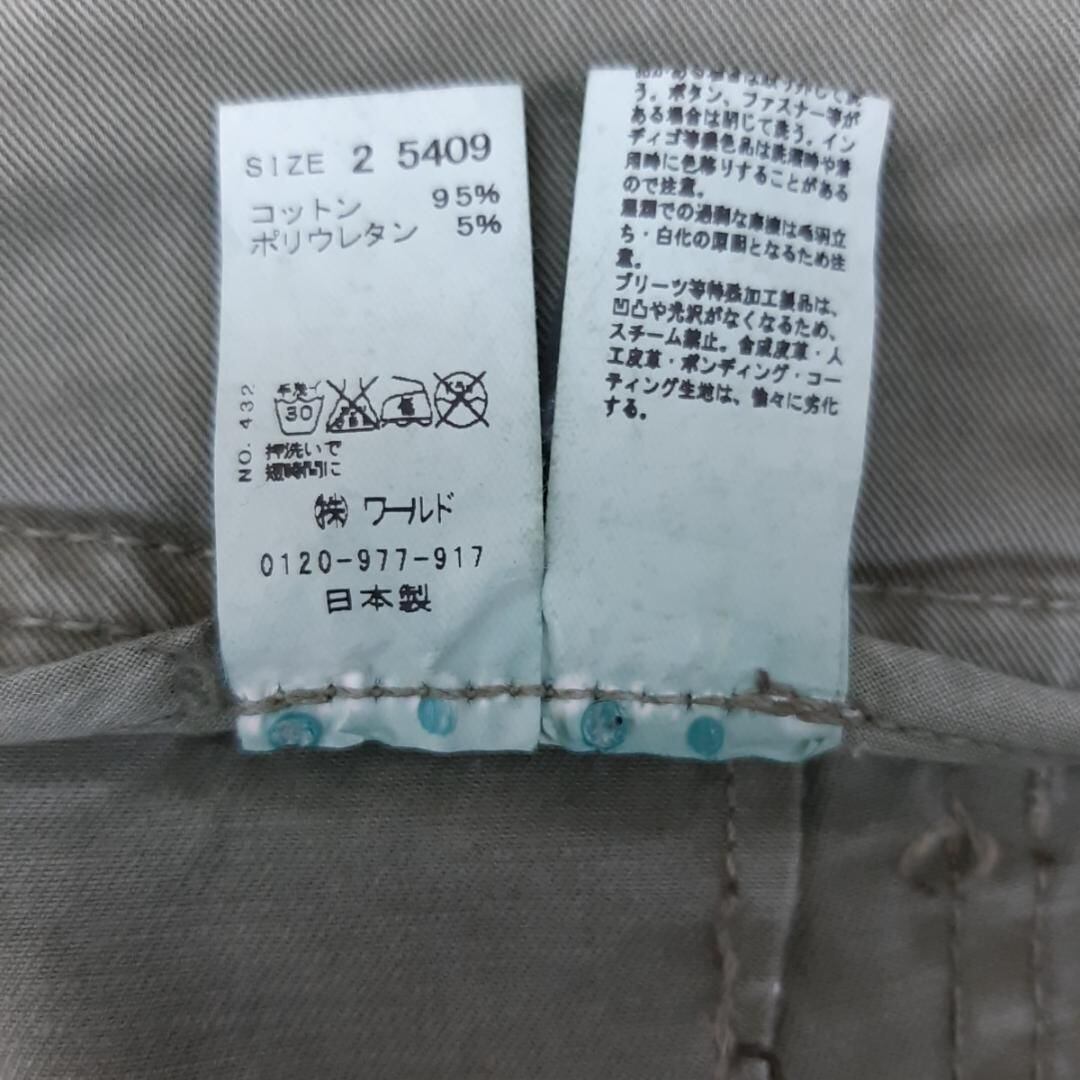 SIZE 2 5409
コットン 95%
ポリウレタン 5%
NO. 432
手洗イ
30
押洗いで
短時間に
㈱ ワールド
0120-977-917
日本製
う。ボタン、ファスナー等が
ある場合は閉じて洗う。イン
ディゴ等濃色品は洗濯時や着
用時に色移りすることがある
ので注意。
濡潤での過剰な摩擦は毛羽立
ち・白化の原因となるため注
意。
プリーツ等特殊加工製品は、
凹凸や光沢がなくなるため、
スチーム禁止。合成皮革・人
工皮革・ボンディング・コー
ティング生地は、徐々に劣化
する。